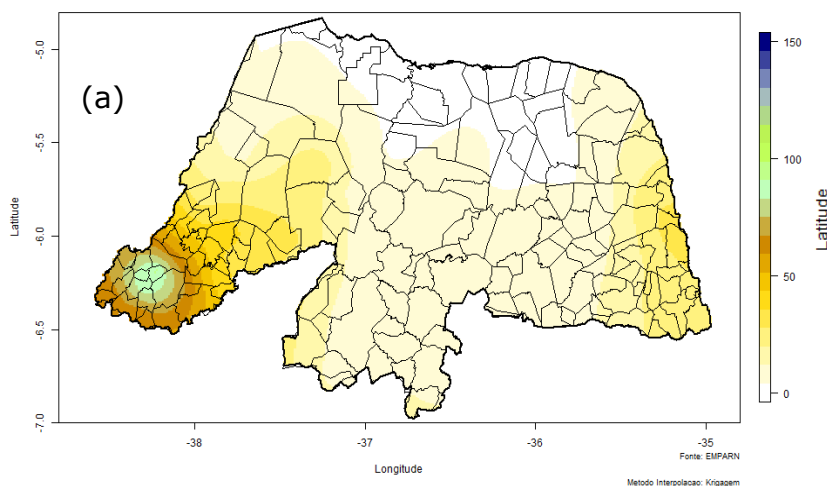 (a)
-5.0
-5.5
-6.0
-6.5
-7.0
Latitude
-38
-37
-36
-35
Longitude
150
100
50
0
Latitude
Fonte: EMPARN
Metodo Interpolacao: Krigagem